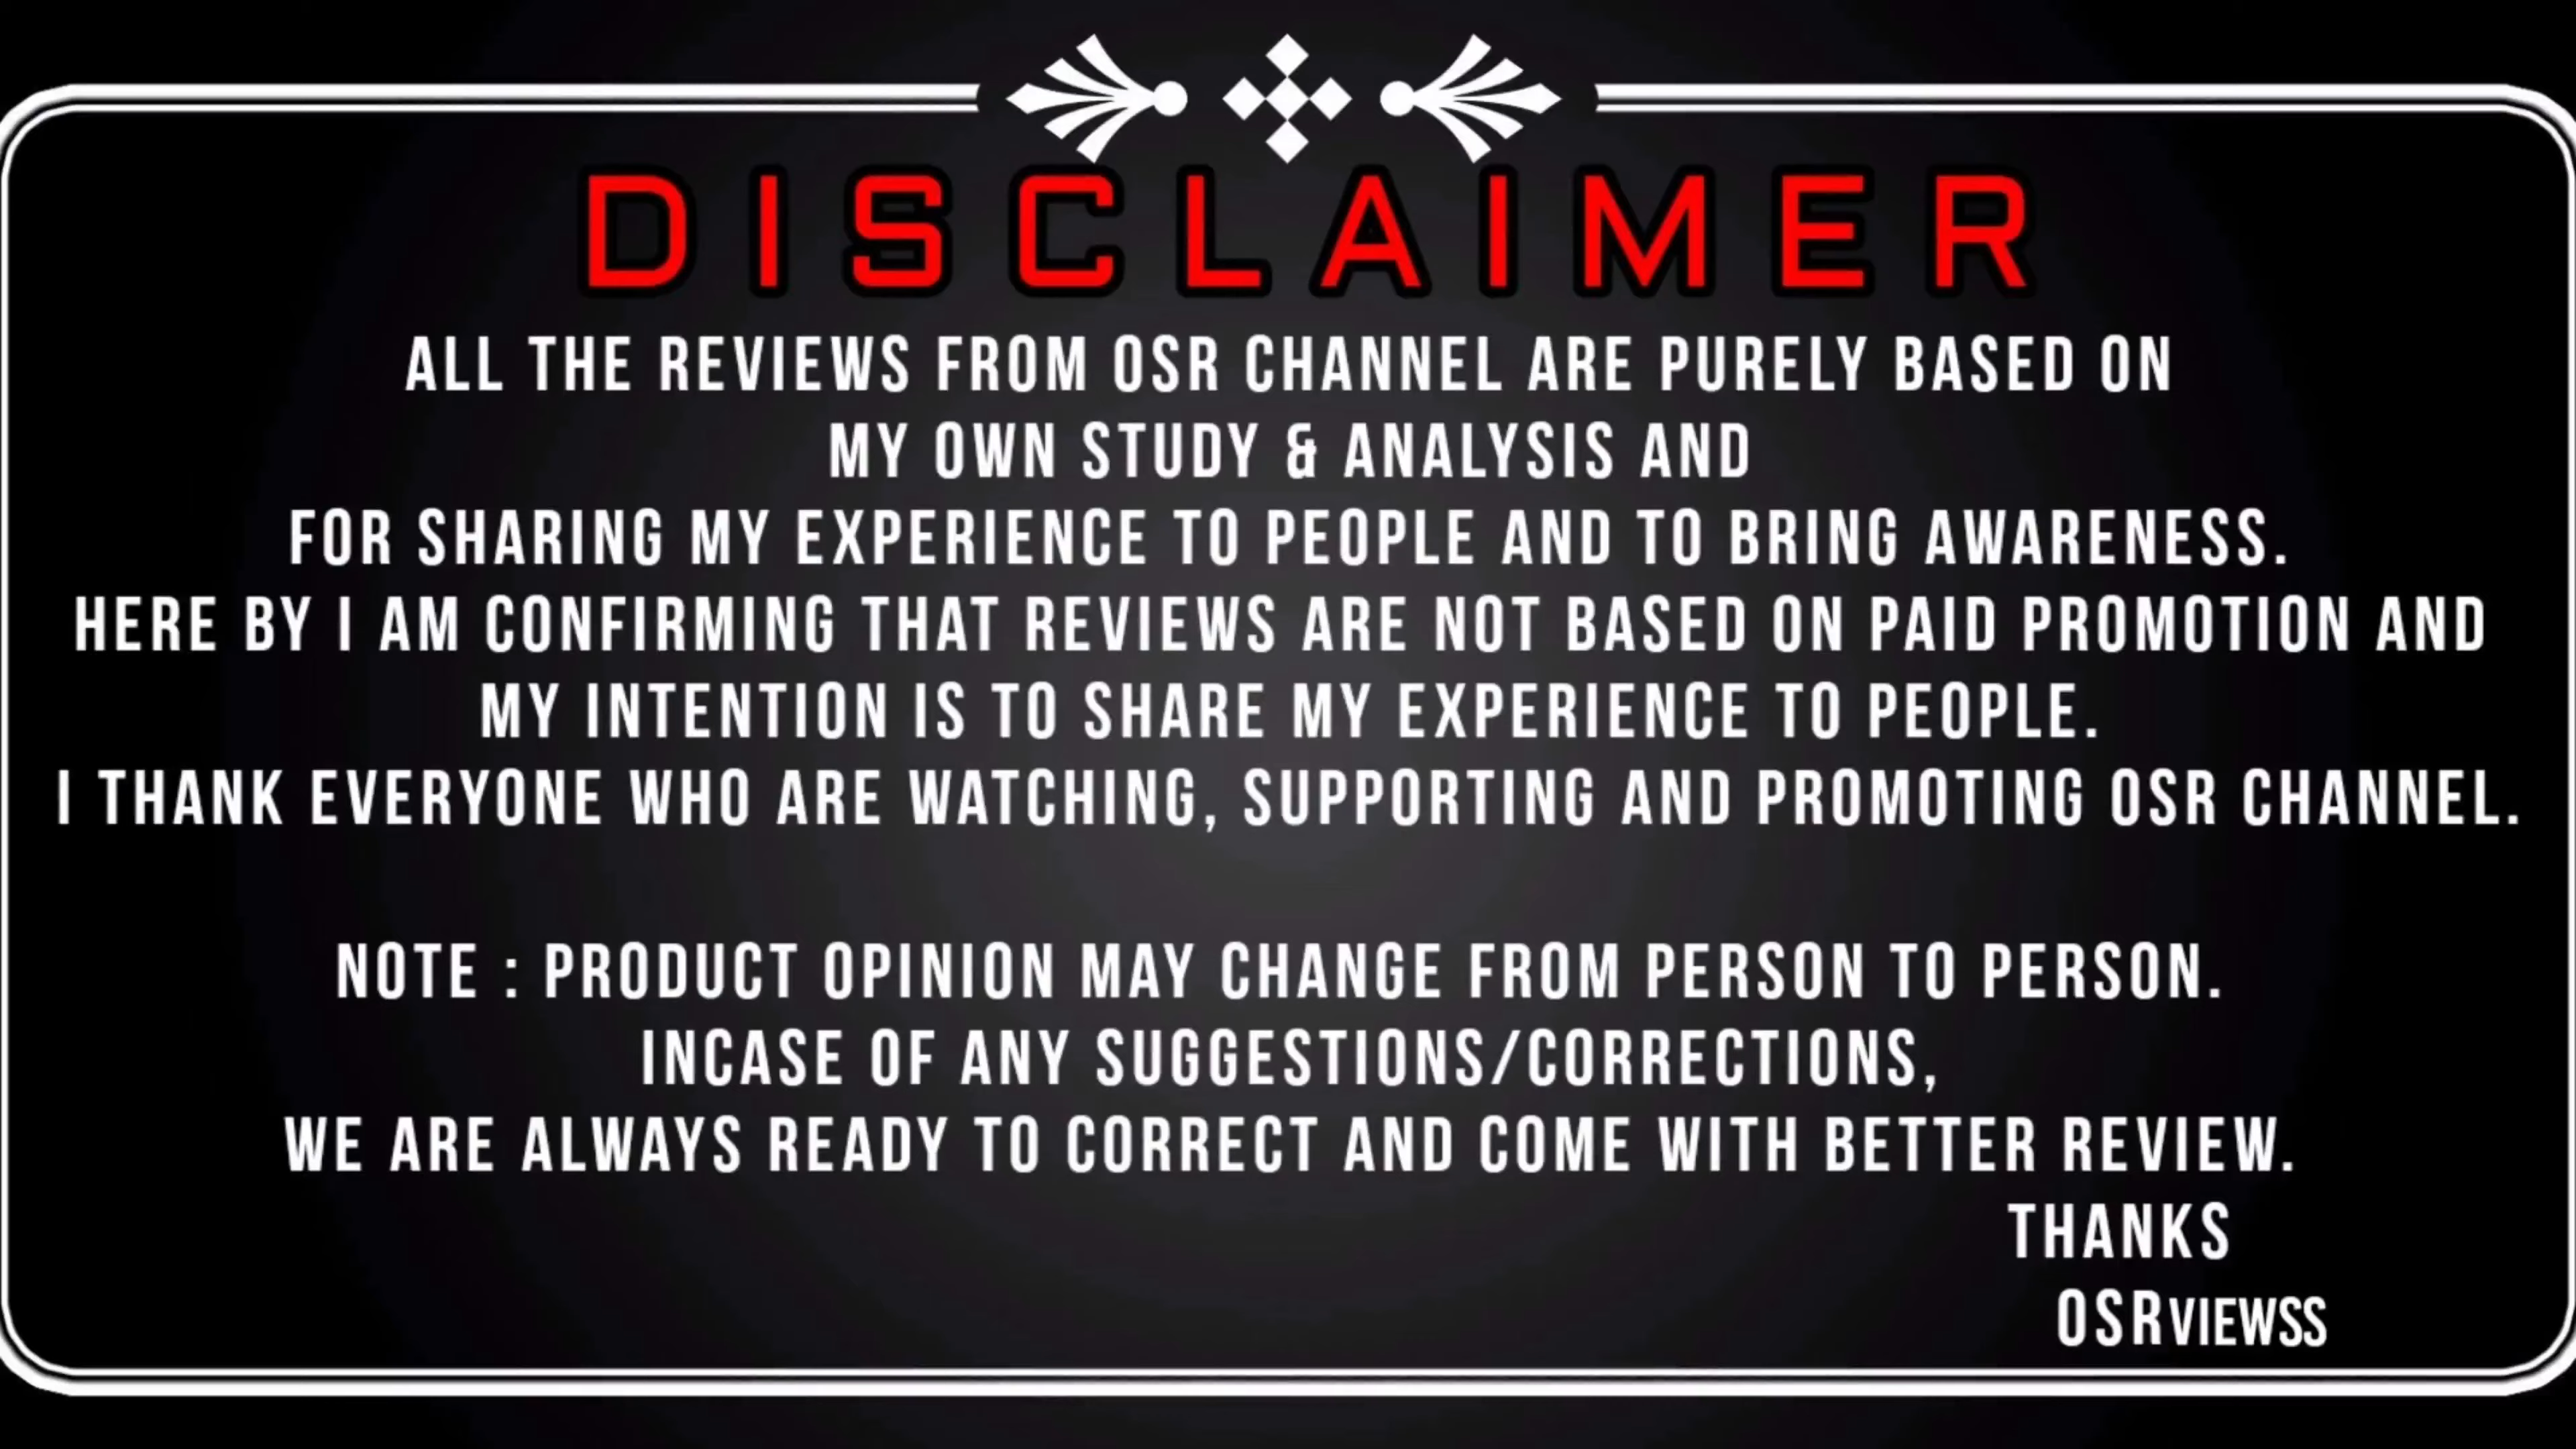 DISCLAIMER
ALL THE REVIEWS FROM OSR CHANNEL ARE PURELY BASED ON
MY OWN STUDY & ANALYSIS AND
FOR SHARING MY EXPERIENCE TO PEOPLE AND TO BRING AWARENESS.
HERE BY I AM CONFIRMING THAT REVIEWS ARE NOT BASED ON PAID PROMOTION AND
MY INTENTION IS TO SHARE MY EXPERIENCE TO PEOPLE.
I THANK EVERYONE WHO ARE WATCHING, SUPPORTING AND PROMOTING OSR CHANNEL.
NOTE : PRODUCT OPINION MAY CHANGE FROM PERSON TO PERSON.
INCASE OF ANY SUGGESTIONS/CORRECTIONS,
WE ARE ALWAYS READY TO CORRECT AND COME WITH BETTER REVIEW.
THANKS
OSRVIEWSS